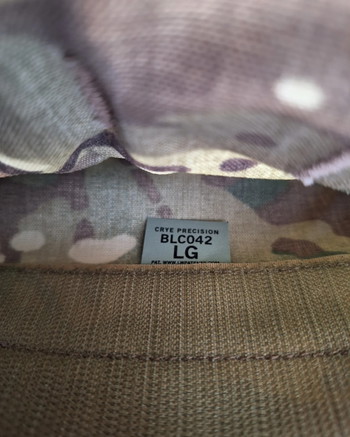 CRYE PRECISION
BLC042
LG